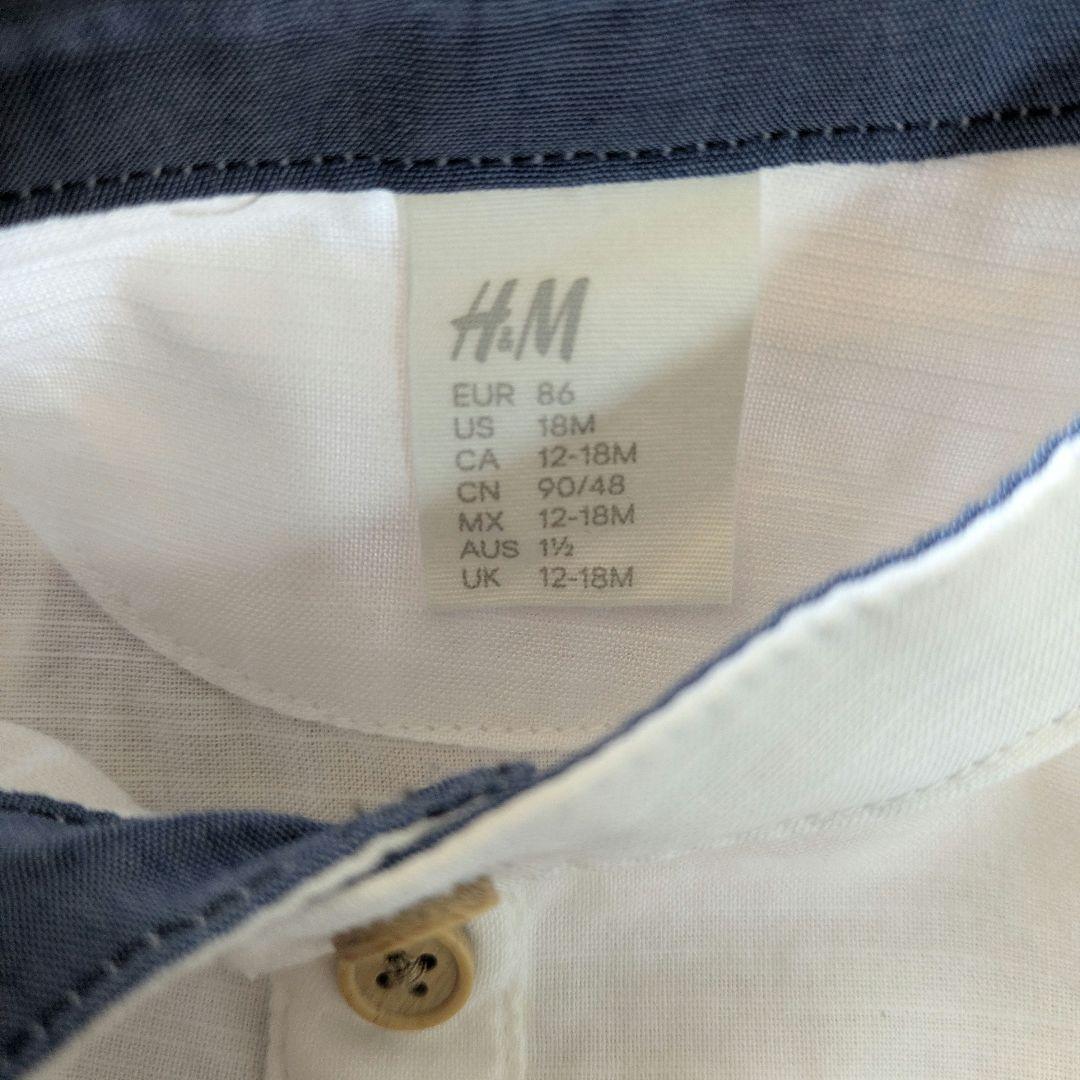 H&M
EUR 86
US 18M
CA 12-18M
CN 90/48
MX 12-18M
AUS 1½
UK 12-18M